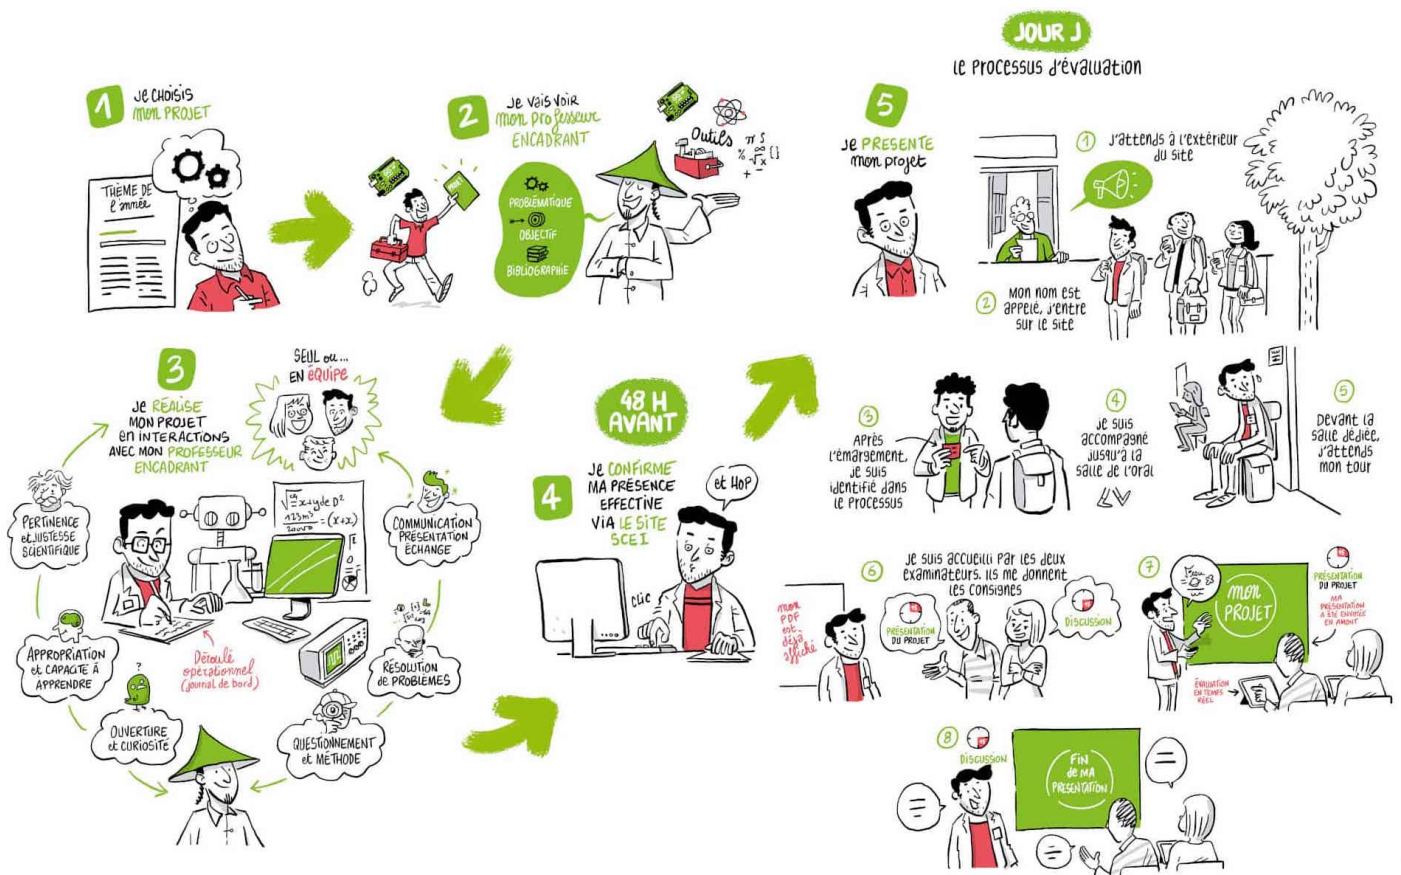 JOUR J
Le processus d'évaluation
1
Je CHOISIS
mon PROJET
THÈME DE
l'année
2
Je vais voir
mon professeur
ENCADRANT
PROJET
PROBLÉMATIQUE
OBJECTIF
BIBLIOGRAPHIE
Outils
π
∞
% √x { }
+ -
3
Je RÉALISE
MON PROJET
en INTERACTIONS
AVEC MON PROFESSEUR
ENCADRANT
SEUL ou...
EN équipe
PERTINENCE
et JUSTESSE
SCIENTIFIQUE
APPROPRIATION
et CAPACITÉ À
APPRENDRE
?
OUVERTURE
et CURIOSITÉ
QUESTIONNEMENT
et MÉTHODE
RÉSOLUTION
de PROBLÈMES
COMMUNICATION
PRÉSENTATION
ÉCHANGE
Déroulé
opérationnel
(journal de bord)
48 H
AVANT
4
Je CONFIRME
MA PRÉSENCE
EFFECTIVE
VIA LE SITE
SCEI
et HOP
CLIC
5
Je PRESENTE
mon projet
1
J'attends à l'extérieur
du site
2
Mon nom est
appelé, j'entre
sur le site
3
Après
l'émargement,
je suis
identifié dans
le processus
4
Je suis
accompagné
jusqu'à la
salle de l'oral
5
Devant la
salle dédiée,
j'attends
mon tour
6
Je suis accueilli par les deux
examinateurs. Ils me donnent
les consignes
mon
PDF
est
déjà
affiché
PRÉSENTATION
DU PROJET
DISCUSSION
7
mon
PROJET
PRÉSENTATION
DU PROJET
MA
PRÉSENTATION
A ÉTÉ ENVOYÉE
EN AMONT
ÉVALUATION
EN TEMPS
RÉEL
8
DISCUSSION
FIN
de MA
PRESENTATION